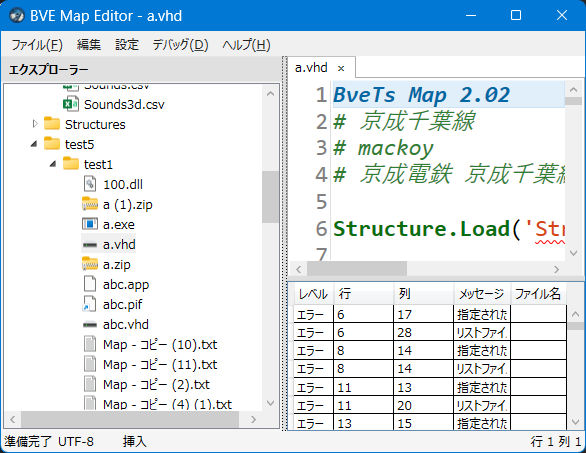 BVE Map Editor - a.vhd
ファイル(F) 編集 設定 デバッグ(D) ヘルプ(H)
エクスプローラー
Sounds.csv
Sounds3d.csv
Structures
test5
test1
100.dll
a (1).zip
a.exe
a.vhd
a.zip
abc.app
abc.pif
abc.vhd
Map - コピー (10).txt
Map - コピー (11).txt
Map - コピー (2).txt
Map - コピー (4) (1).txt
a.vhd ×
1 BveTs Map 2.02
2 # 京成千葉線
3 # mackoy
4 # 京成電鉄 京成千葉線
5
6 Structure.Load('Str
7
レベル 行 列 メッセージ ファイル名
エラー 6 17 指定された
エラー 6 28 リストファイ
エラー 8 14 指定された
エラー 8 14 リストファイ
エラー 11 13 指定された
エラー 11 20 リストファイ
エラー 13 15 指定された
準備完了 UTF-8 挿入 行 1 列 1